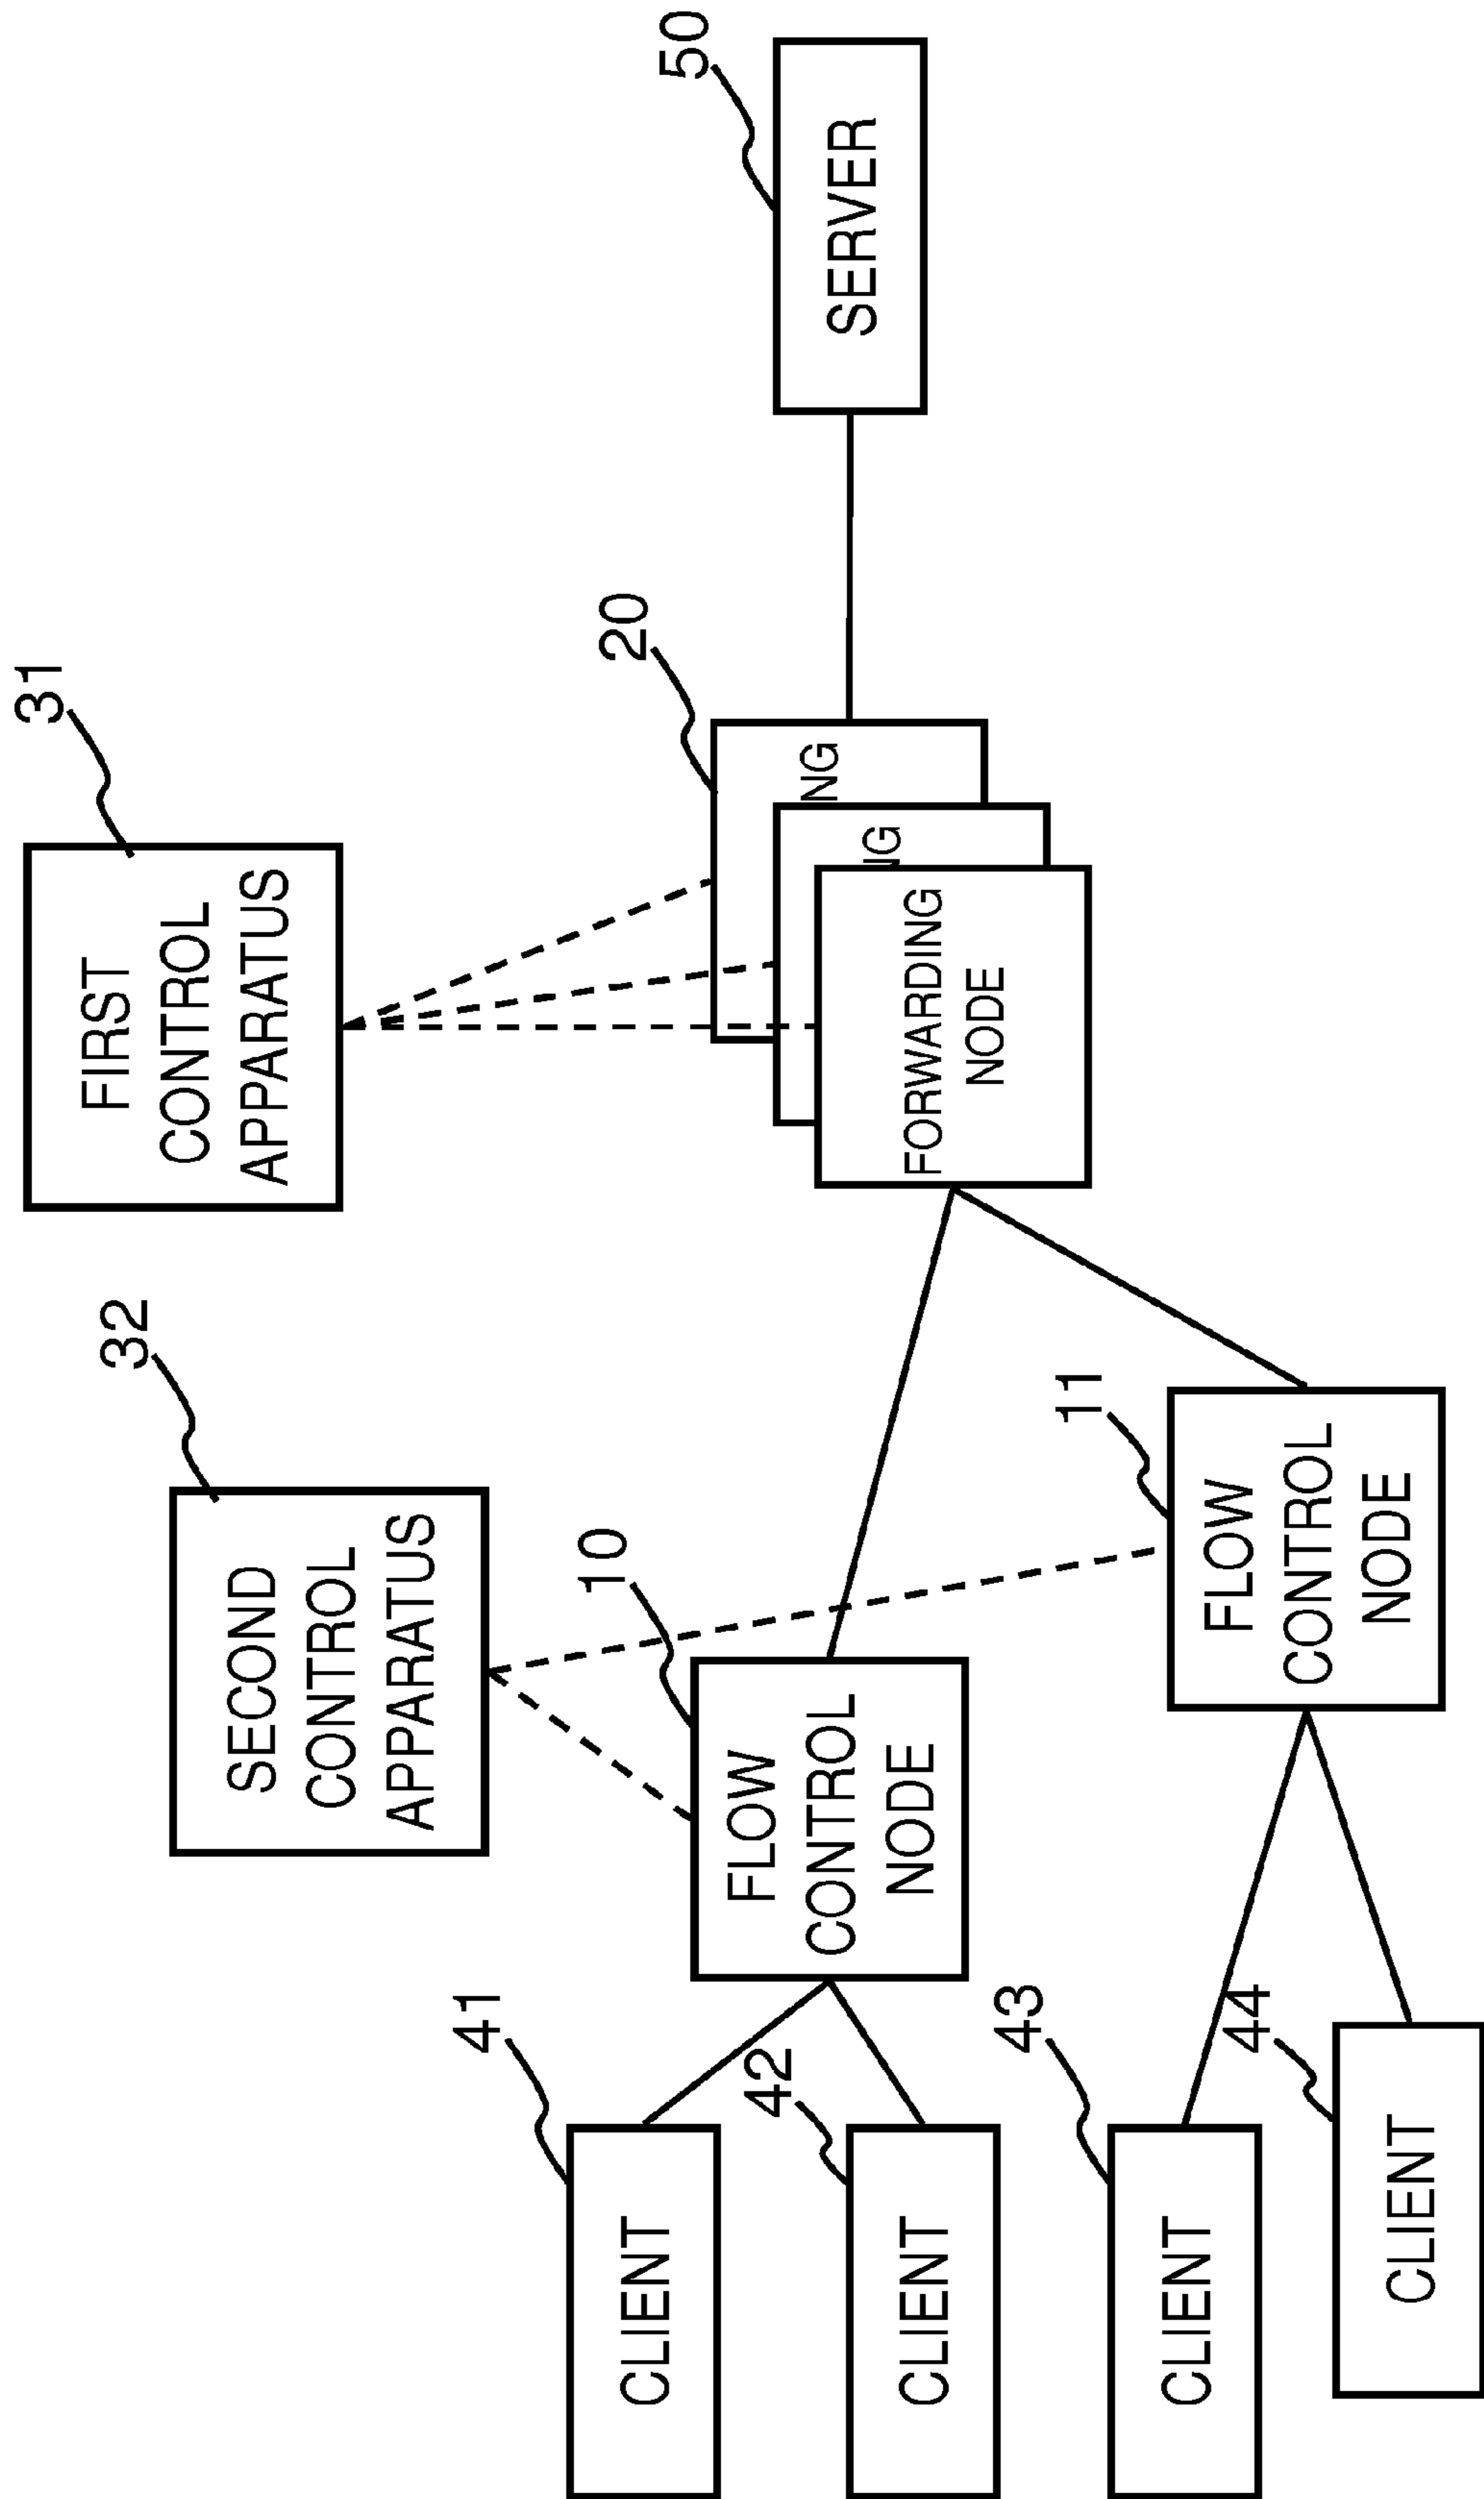 31
FIRST
CONTROL
APPARATUS
32
SECOND
CONTROL
APPARATUS
20
NG
NG
FORWARDING
NODE
50
SERVER
10
FLOW
CONTROL
NODE
11
FLOW
CONTROL
NODE
41
CLIENT
42
CLIENT
43
CLIENT
44
CLIENT